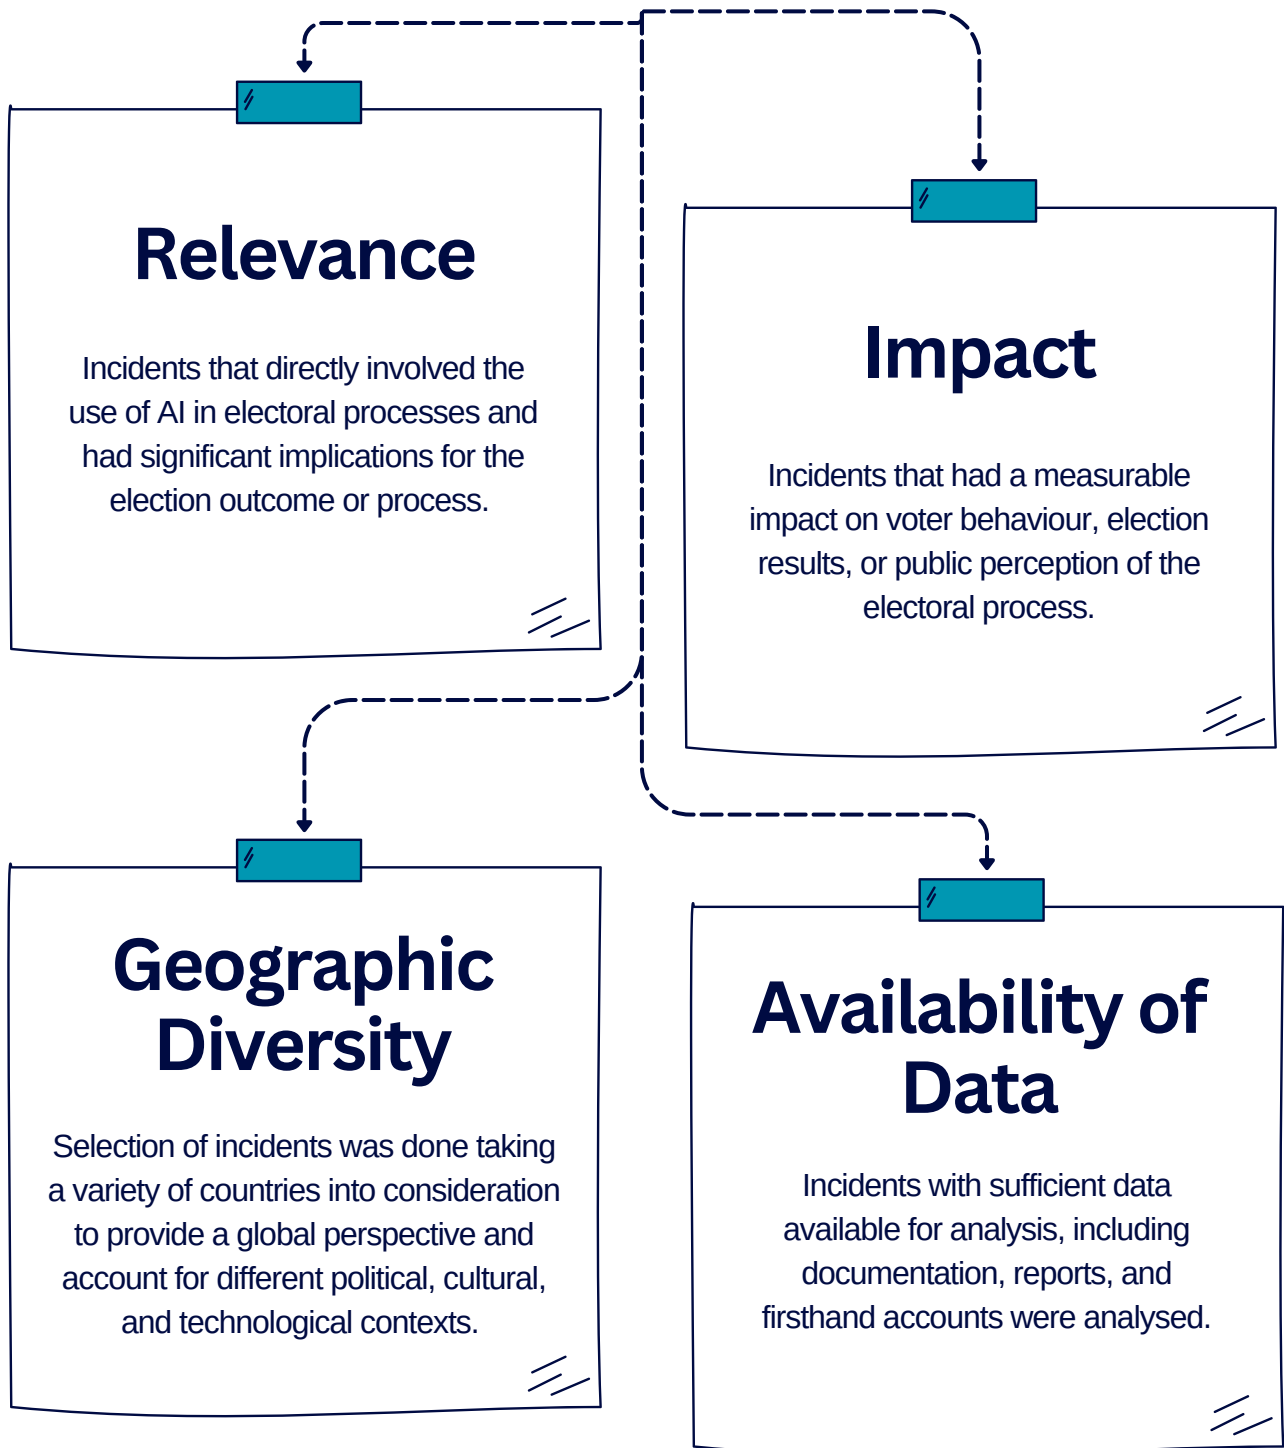 Relevance
Incidents that directly involved the
use of AI in electoral processes and
had significant implications for the
election outcome or process.
Impact
Incidents that had a measurable
impact on voter behaviour, election
results, or public perception of the
electoral process.
Geographic
Diversity
Selection of incidents was done taking
a variety of countries into consideration
to provide a global perspective and
account for different political, cultural,
and technological contexts.
Availability of
Data
Incidents with sufficient data
available for analysis, including
documentation, reports, and
firsthand accounts were analysed.